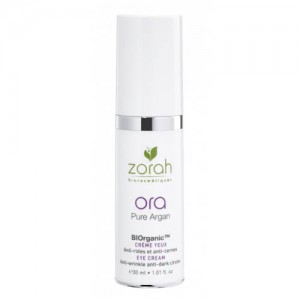 zorah
biocosmétiques
ora
Pure Argan
BIOrganic™
CRÈME YEUX
Anti-rides et anti-cernes
EYE CREAM
Anti-wrinkle anti-dark circles
30 ml • 1.01 fl. oz